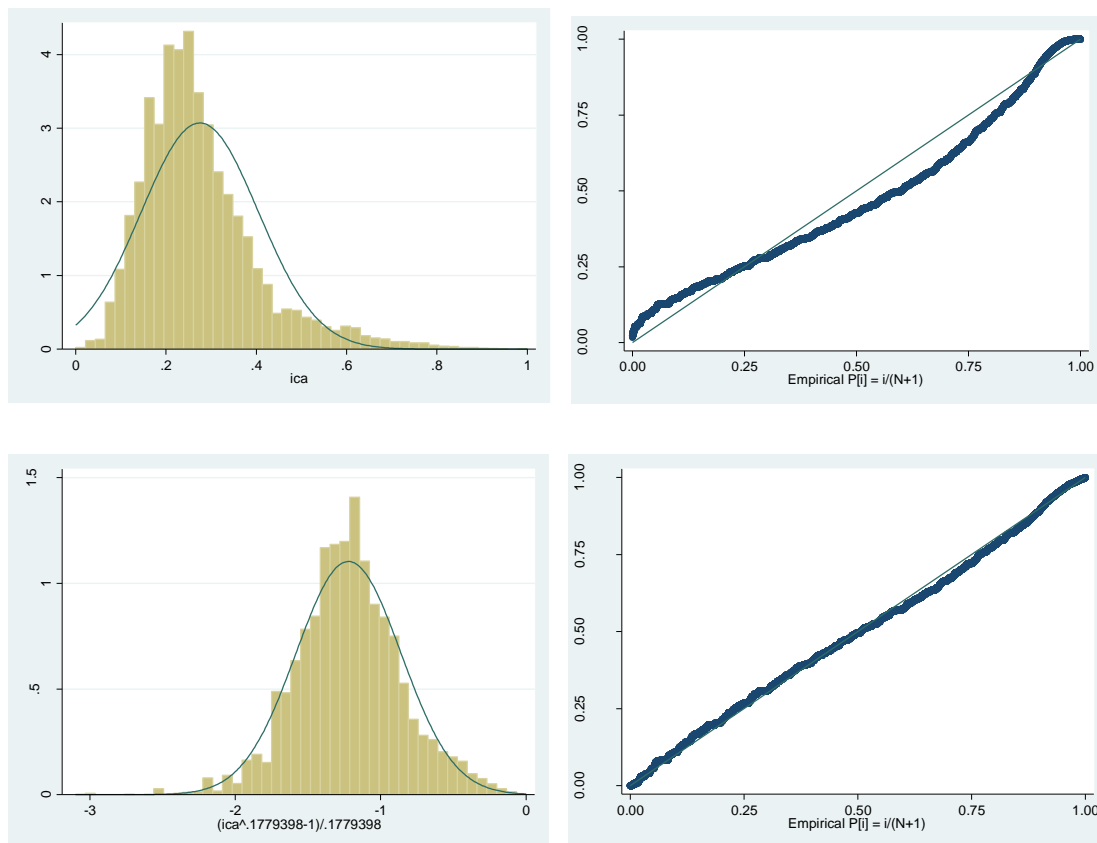 4
3
2
1
0
0 .2 .4 .6 .8 1
ica
1.00
0.75
0.50
0.25
0.00
0.00 0.25 0.50 0.75 1.00
Empirical P[i] = i/(N+1)
1.5
1
.5
0
-3 -2 -1 0
(ica^.1779398-1)/.1779398
1.00
0.75
0.50
0.25
0.00
0.00 0.25 0.50 0.75 1.00
Empirical P[i] = i/(N+1)